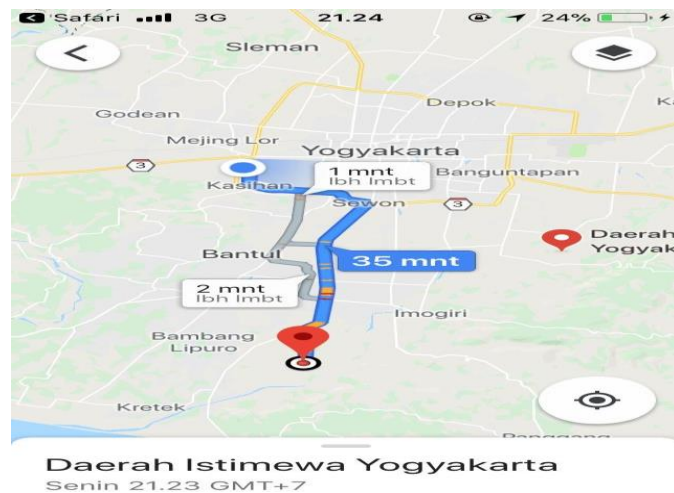 Safari 3G 21.24 24%
Sleman
Depok
Godean
Mejing Lor
Yogyakarta
3
1 mnt
lbh lmbt
Banguntapan
Kasihan
Sewon
3
Daerah
Yogyak
Bantul
35 mnt
2 mnt
lbh lmbt
Imogiri
Bambang
Lipuro
Kretek
Panggang
Daerah Istimewa Yogyakarta
Senin 21.23 GMT+7